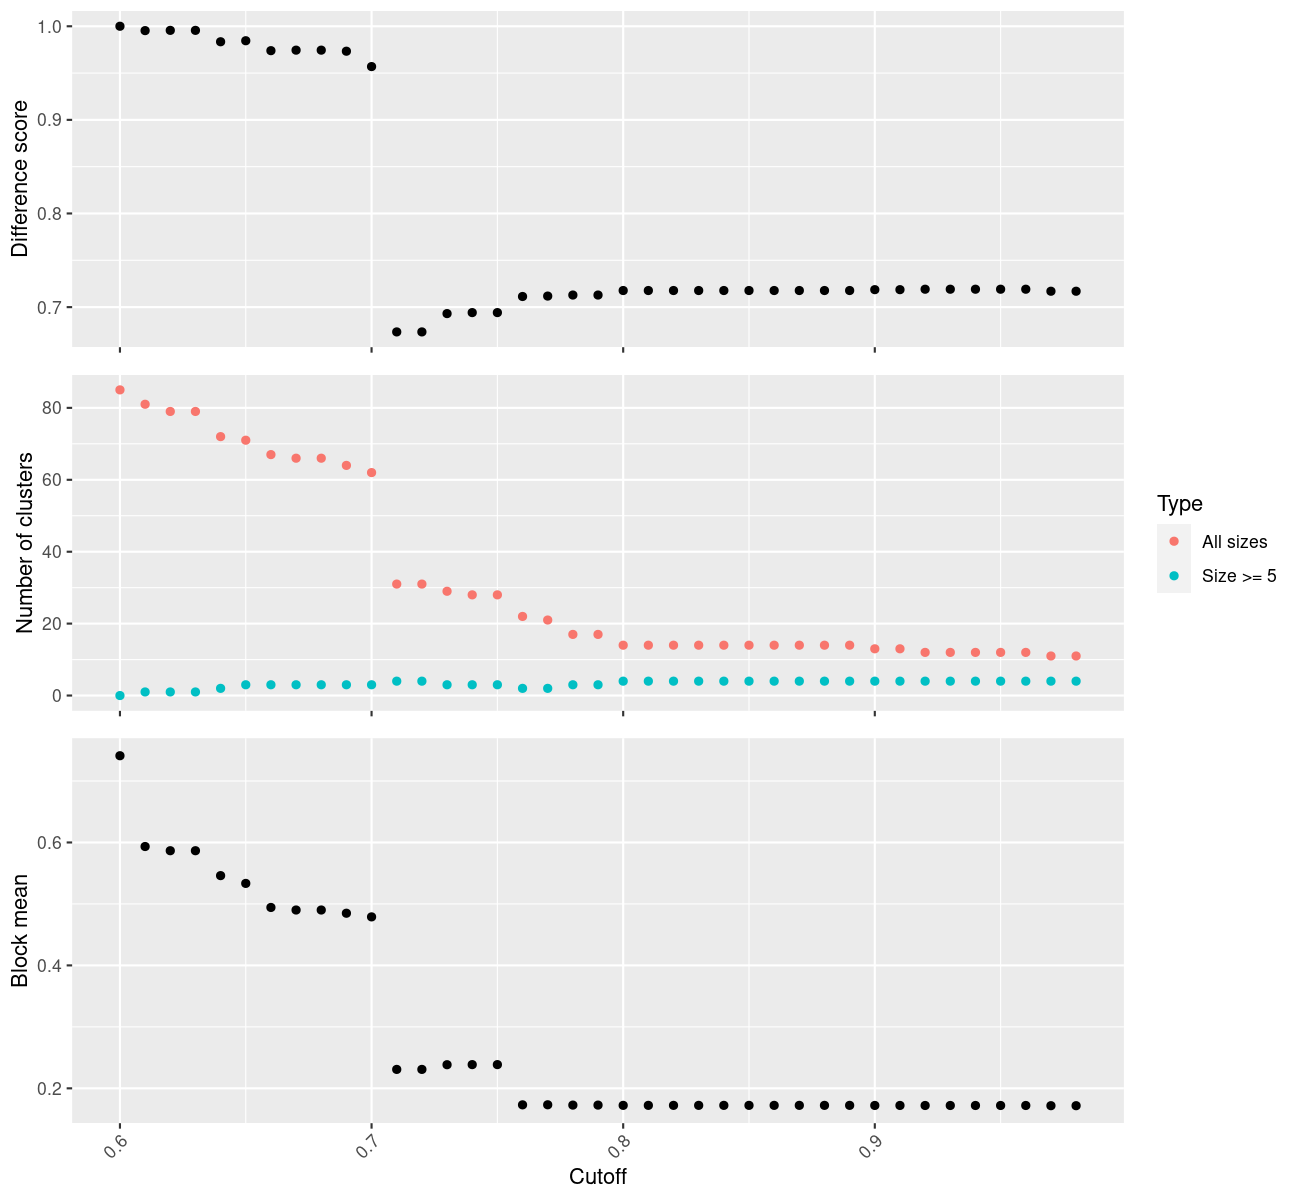 Difference score
1.0
0.9
0.8
0.7
Number of clusters
80
60
40
20
0
Type
All sizes
Size >= 5
Block mean
0.6
0.4
0.2
0.6 0.7 0.8 0.9
Cutoff